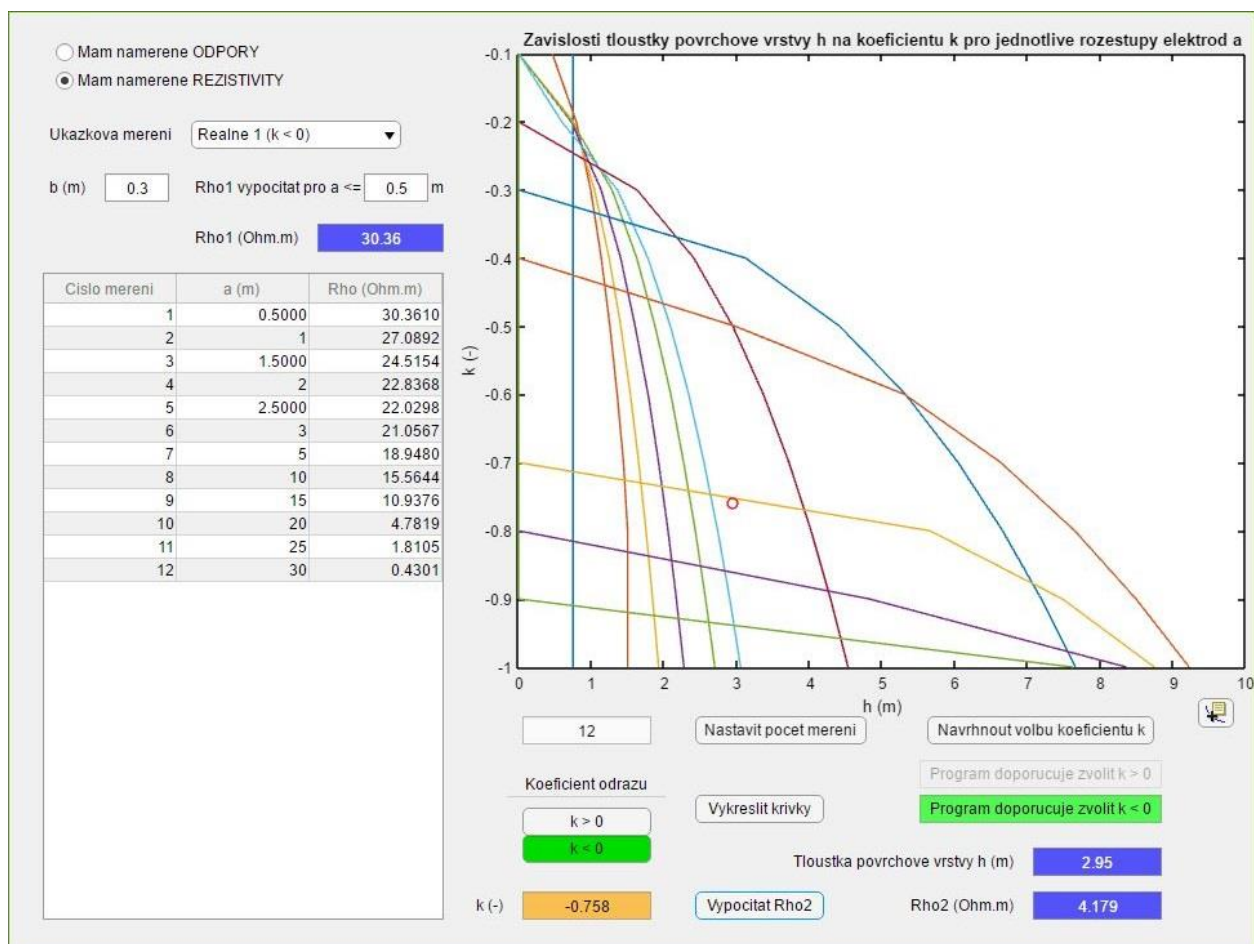 Mam namerene ODPORY
Mam namerene REZISTIVITY
Ukazkova mereni Realne 1 (k < 0)
b (m) 0.3 Rho1 vypocitat pro a <= 0.5 m
Rho1 (Ohm.m) 30.36
Cislo mereni a (m) Rho (Ohm.m)
1 0.5000 30.3610
2 1 27.0892
3 1.5000 24.5154
4 2 22.8368
5 2.5000 22.0298
6 3 21.0567
7 5 18.9480
8 10 15.5644
9 15 10.9376
10 20 4.7819
11 25 1.8105
12 30 0.4301
Zavislosti tloustky povrchove vrstvy h na koeficientu k pro jednotlive rozestupy elektrod a
-0.1
-0.2
-0.3
-0.4
-0.5
-0.6
-0.7
-0.8
-0.9
-1
k (-)
0 1 2 3 4 5 6 7 8 9 10
h (m)
12 Nastavit pocet mereni Navrhnout volbu koeficientu k
Program doporucuje zvolit k > 0
Koeficient odrazu
Vykreslit krivky Program doporucuje zvolit k < 0
k > 0
k < 0
Tloustka povrchove vrstvy h (m) 2.95
k (-) -0.758 Vypocitat Rho2 Rho2 (Ohm.m) 4.179